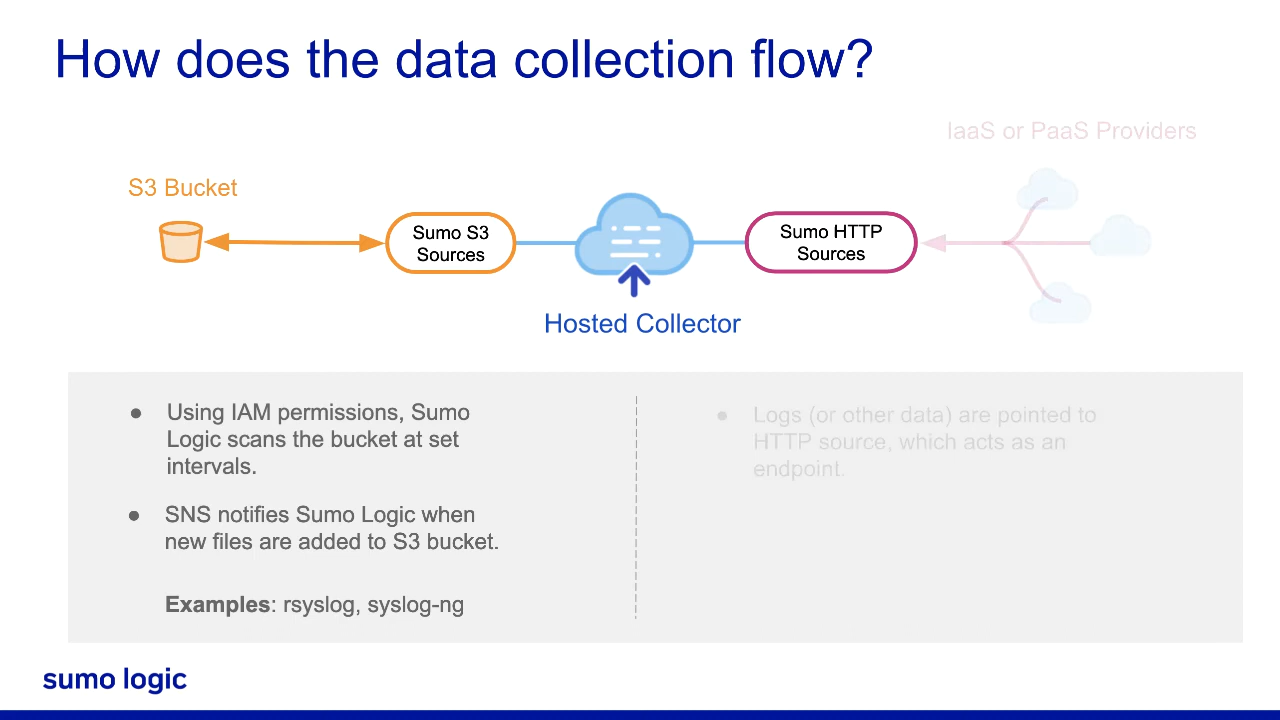 How does the data collection flow?
IaaS or PaaS Providers
S3 Bucket
Sumo S3
Sources
Sumo HTTP
Sources
Hosted Collector
● Using IAM permissions, Sumo
Logic scans the bucket at set
intervals.
● SNS notifies Sumo Logic when
new files are added to S3 bucket.
Examples: rsyslog, syslog-ng
● Logs (or other data) are pointed to
HTTP source, which acts as an
endpoint.
sumo logic